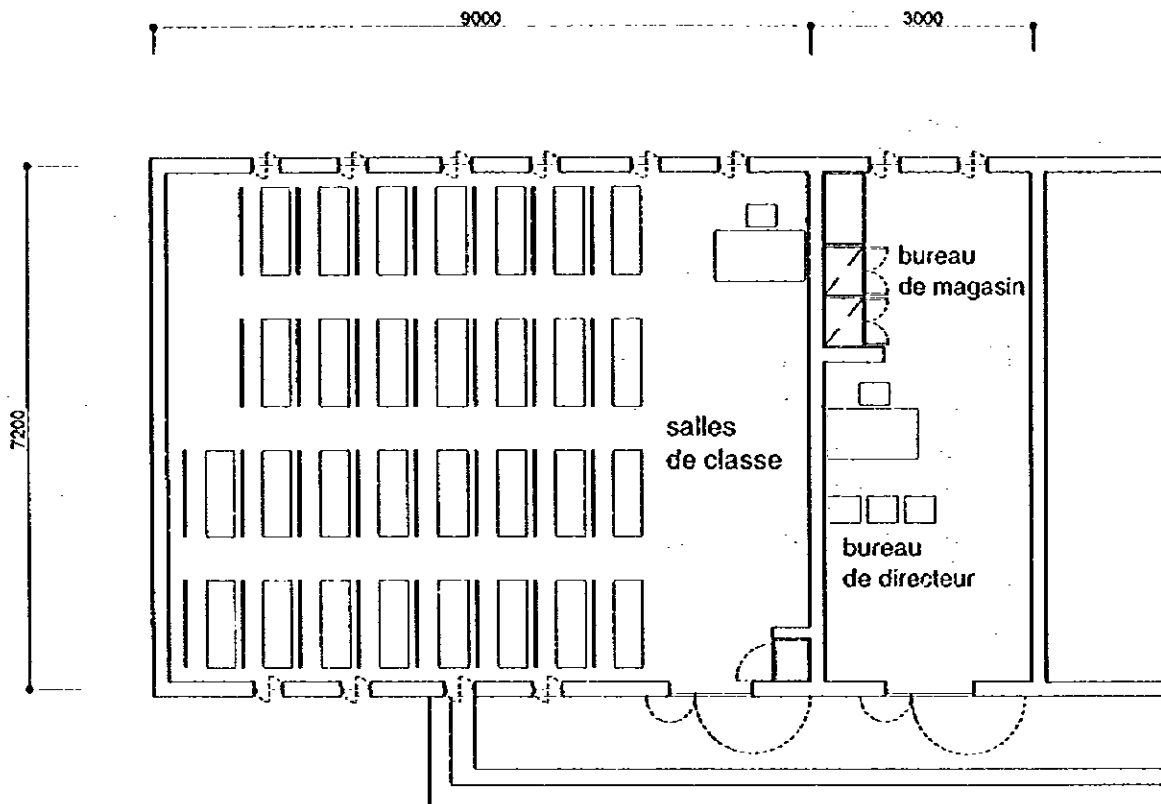 9000
3000
7200
bureau
de magasin
salles
de classe
bureau
de directeur